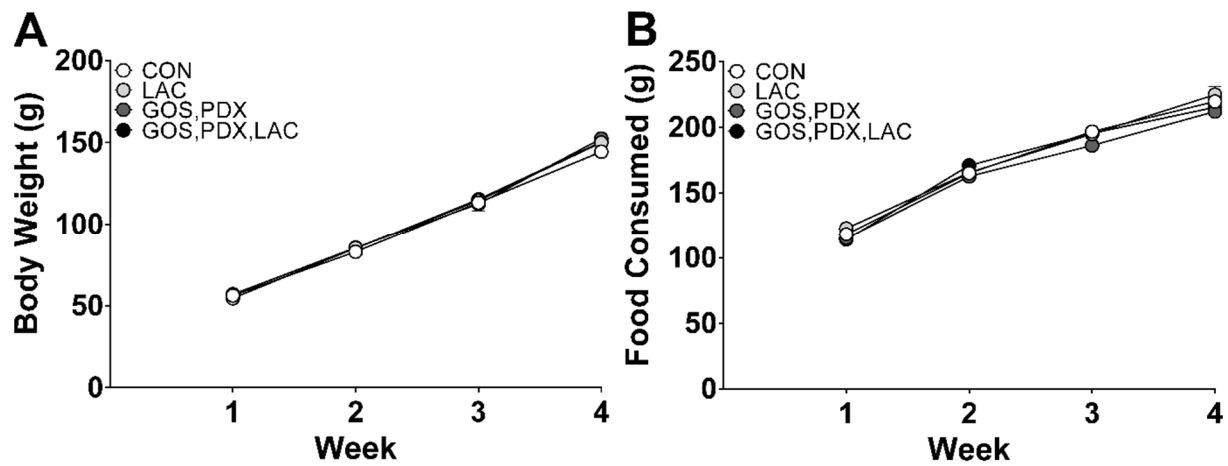 A
Body Weight (g)
200
150
100
50
0
CON
LAC
GOS,PDX
GOS,PDX,LAC
1 2 3 4
Week
B
Food Consumed (g)
250
200
150
100
50
0
CON
LAC
GOS,PDX
GOS,PDX,LAC
1 2 3 4
Week